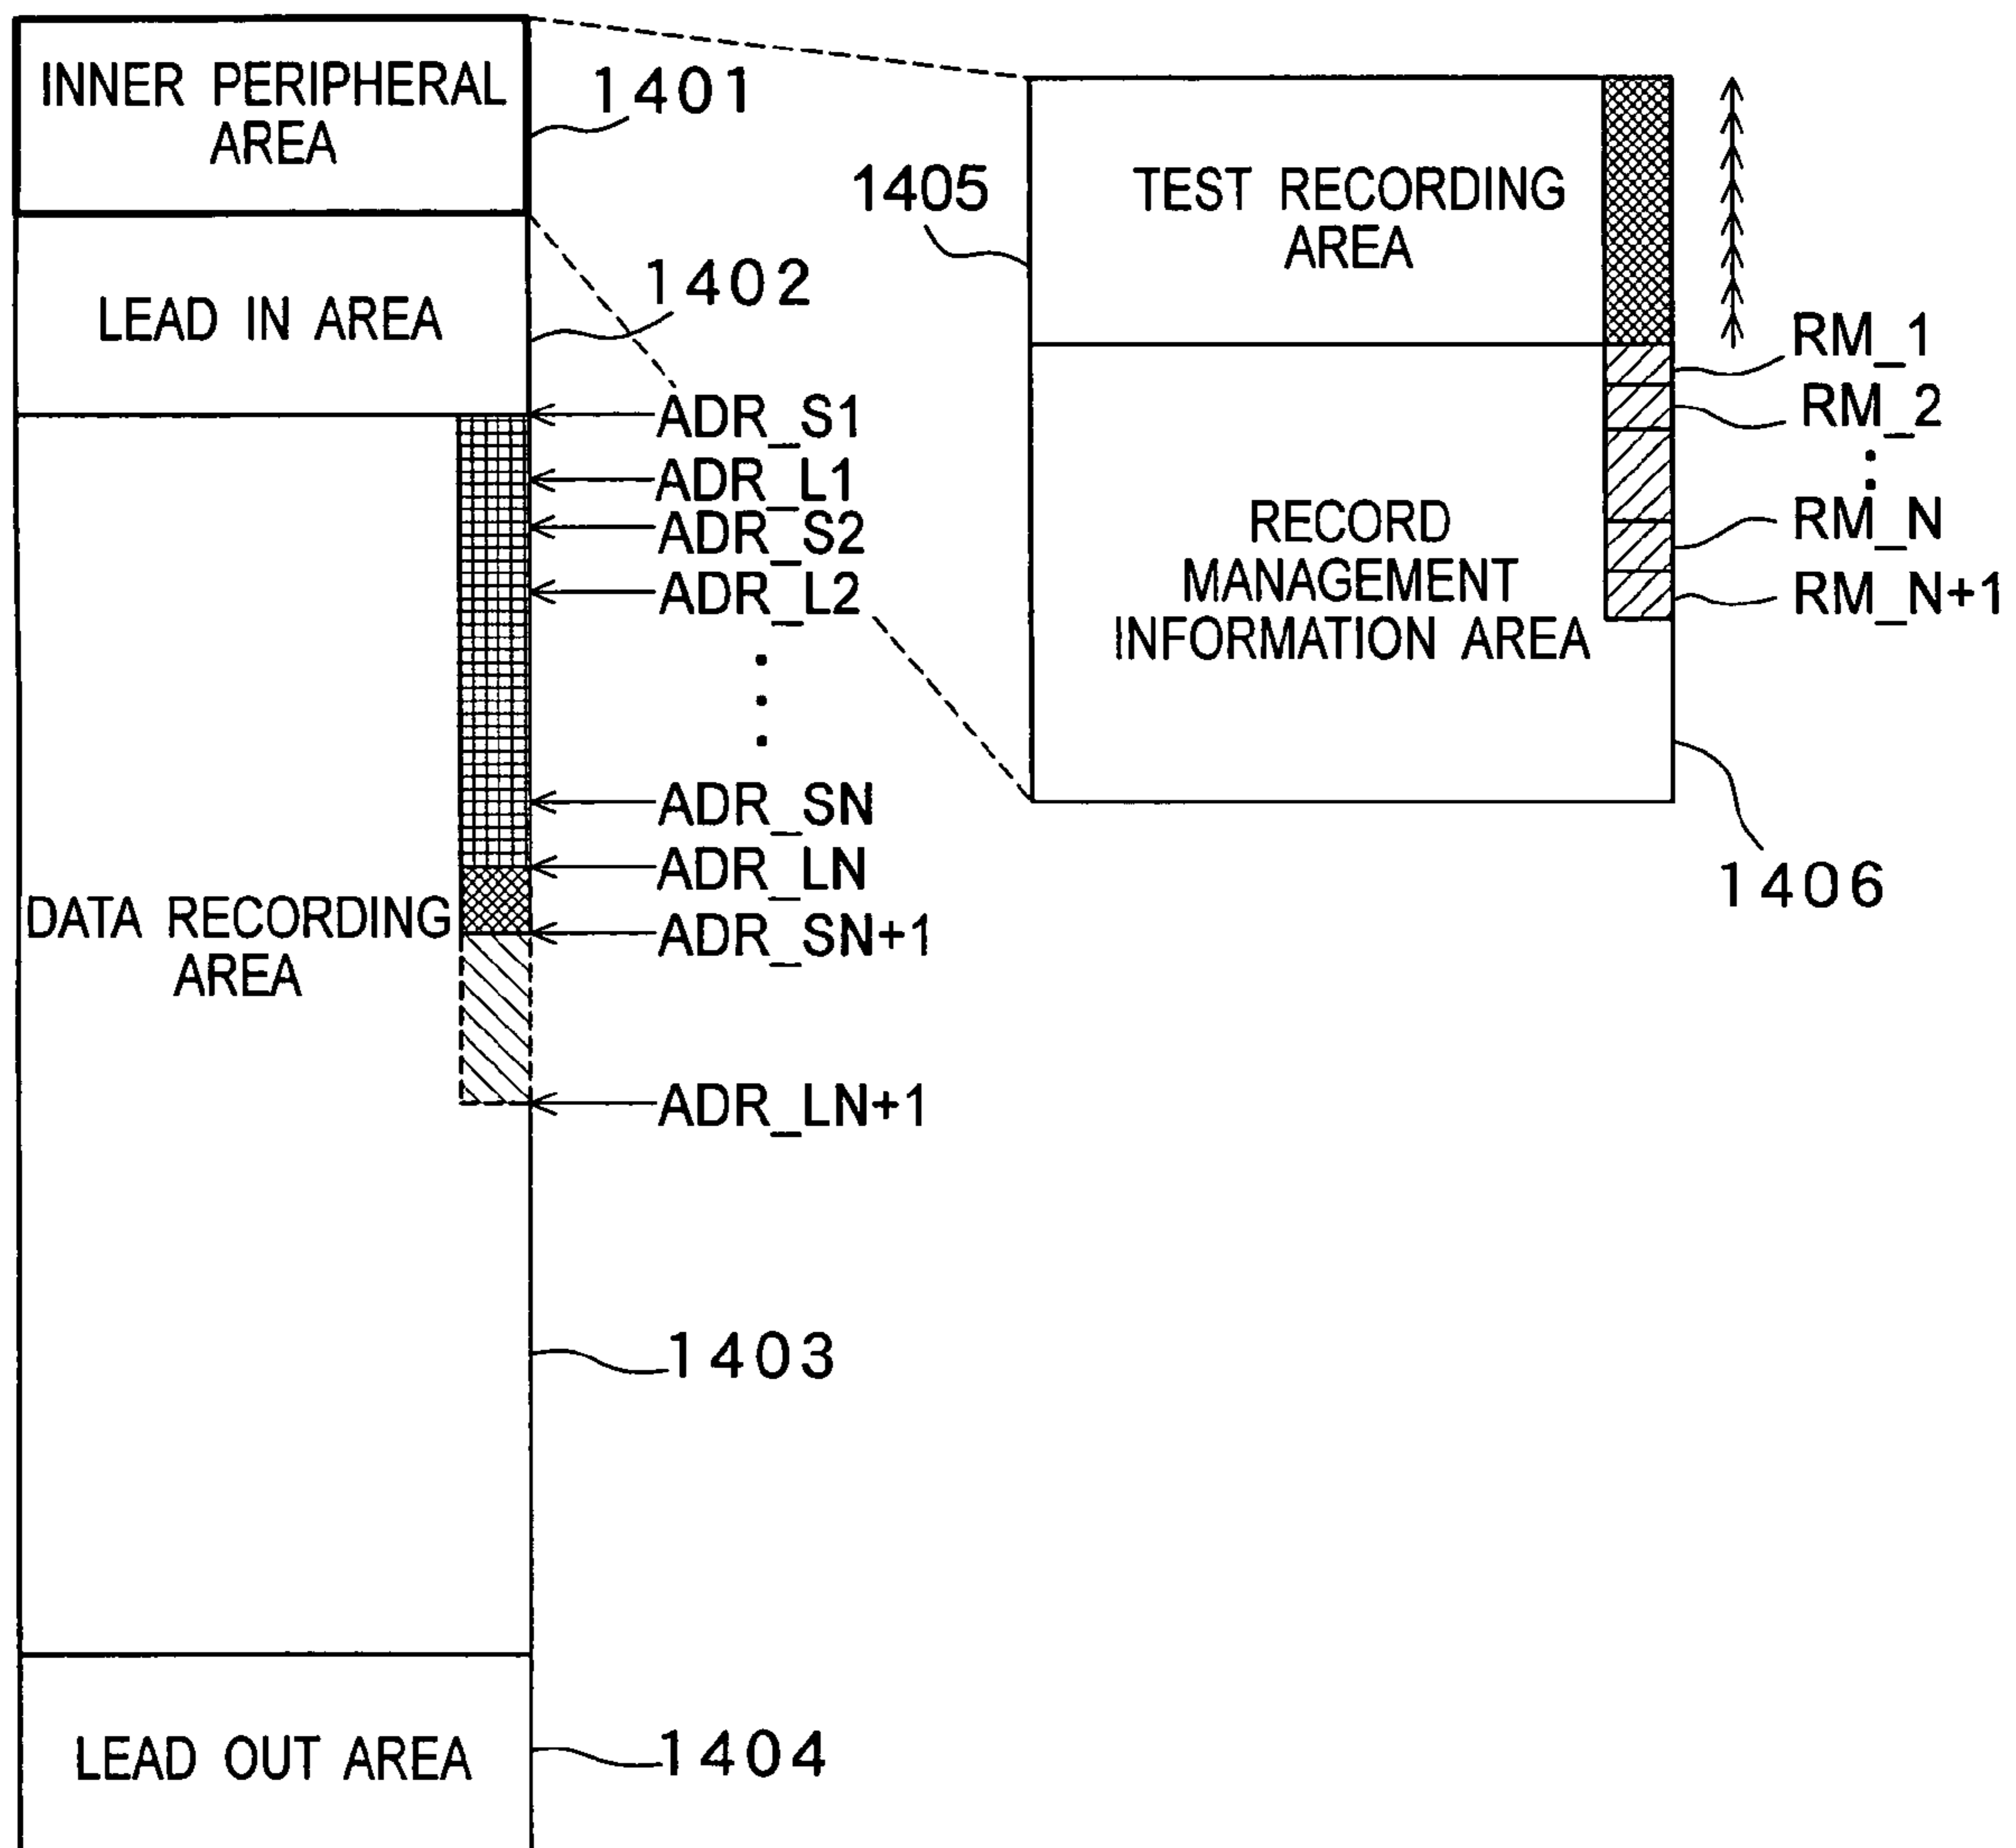 INNER PERIPHERAL
AREA
1401
LEAD IN AREA
1402
ADR_S1
ADR_L1
ADR_S2
ADR_L2
ADR_SN
ADR_LN
ADR_SN+1
ADR_LN+1
DATA RECORDING
AREA
1403
LEAD OUT AREA
1404
1405
TEST RECORDING
AREA
RECORD
MANAGEMENT
INFORMATION AREA
RM_1
RM_2
RM_N
RM_N+1
1406